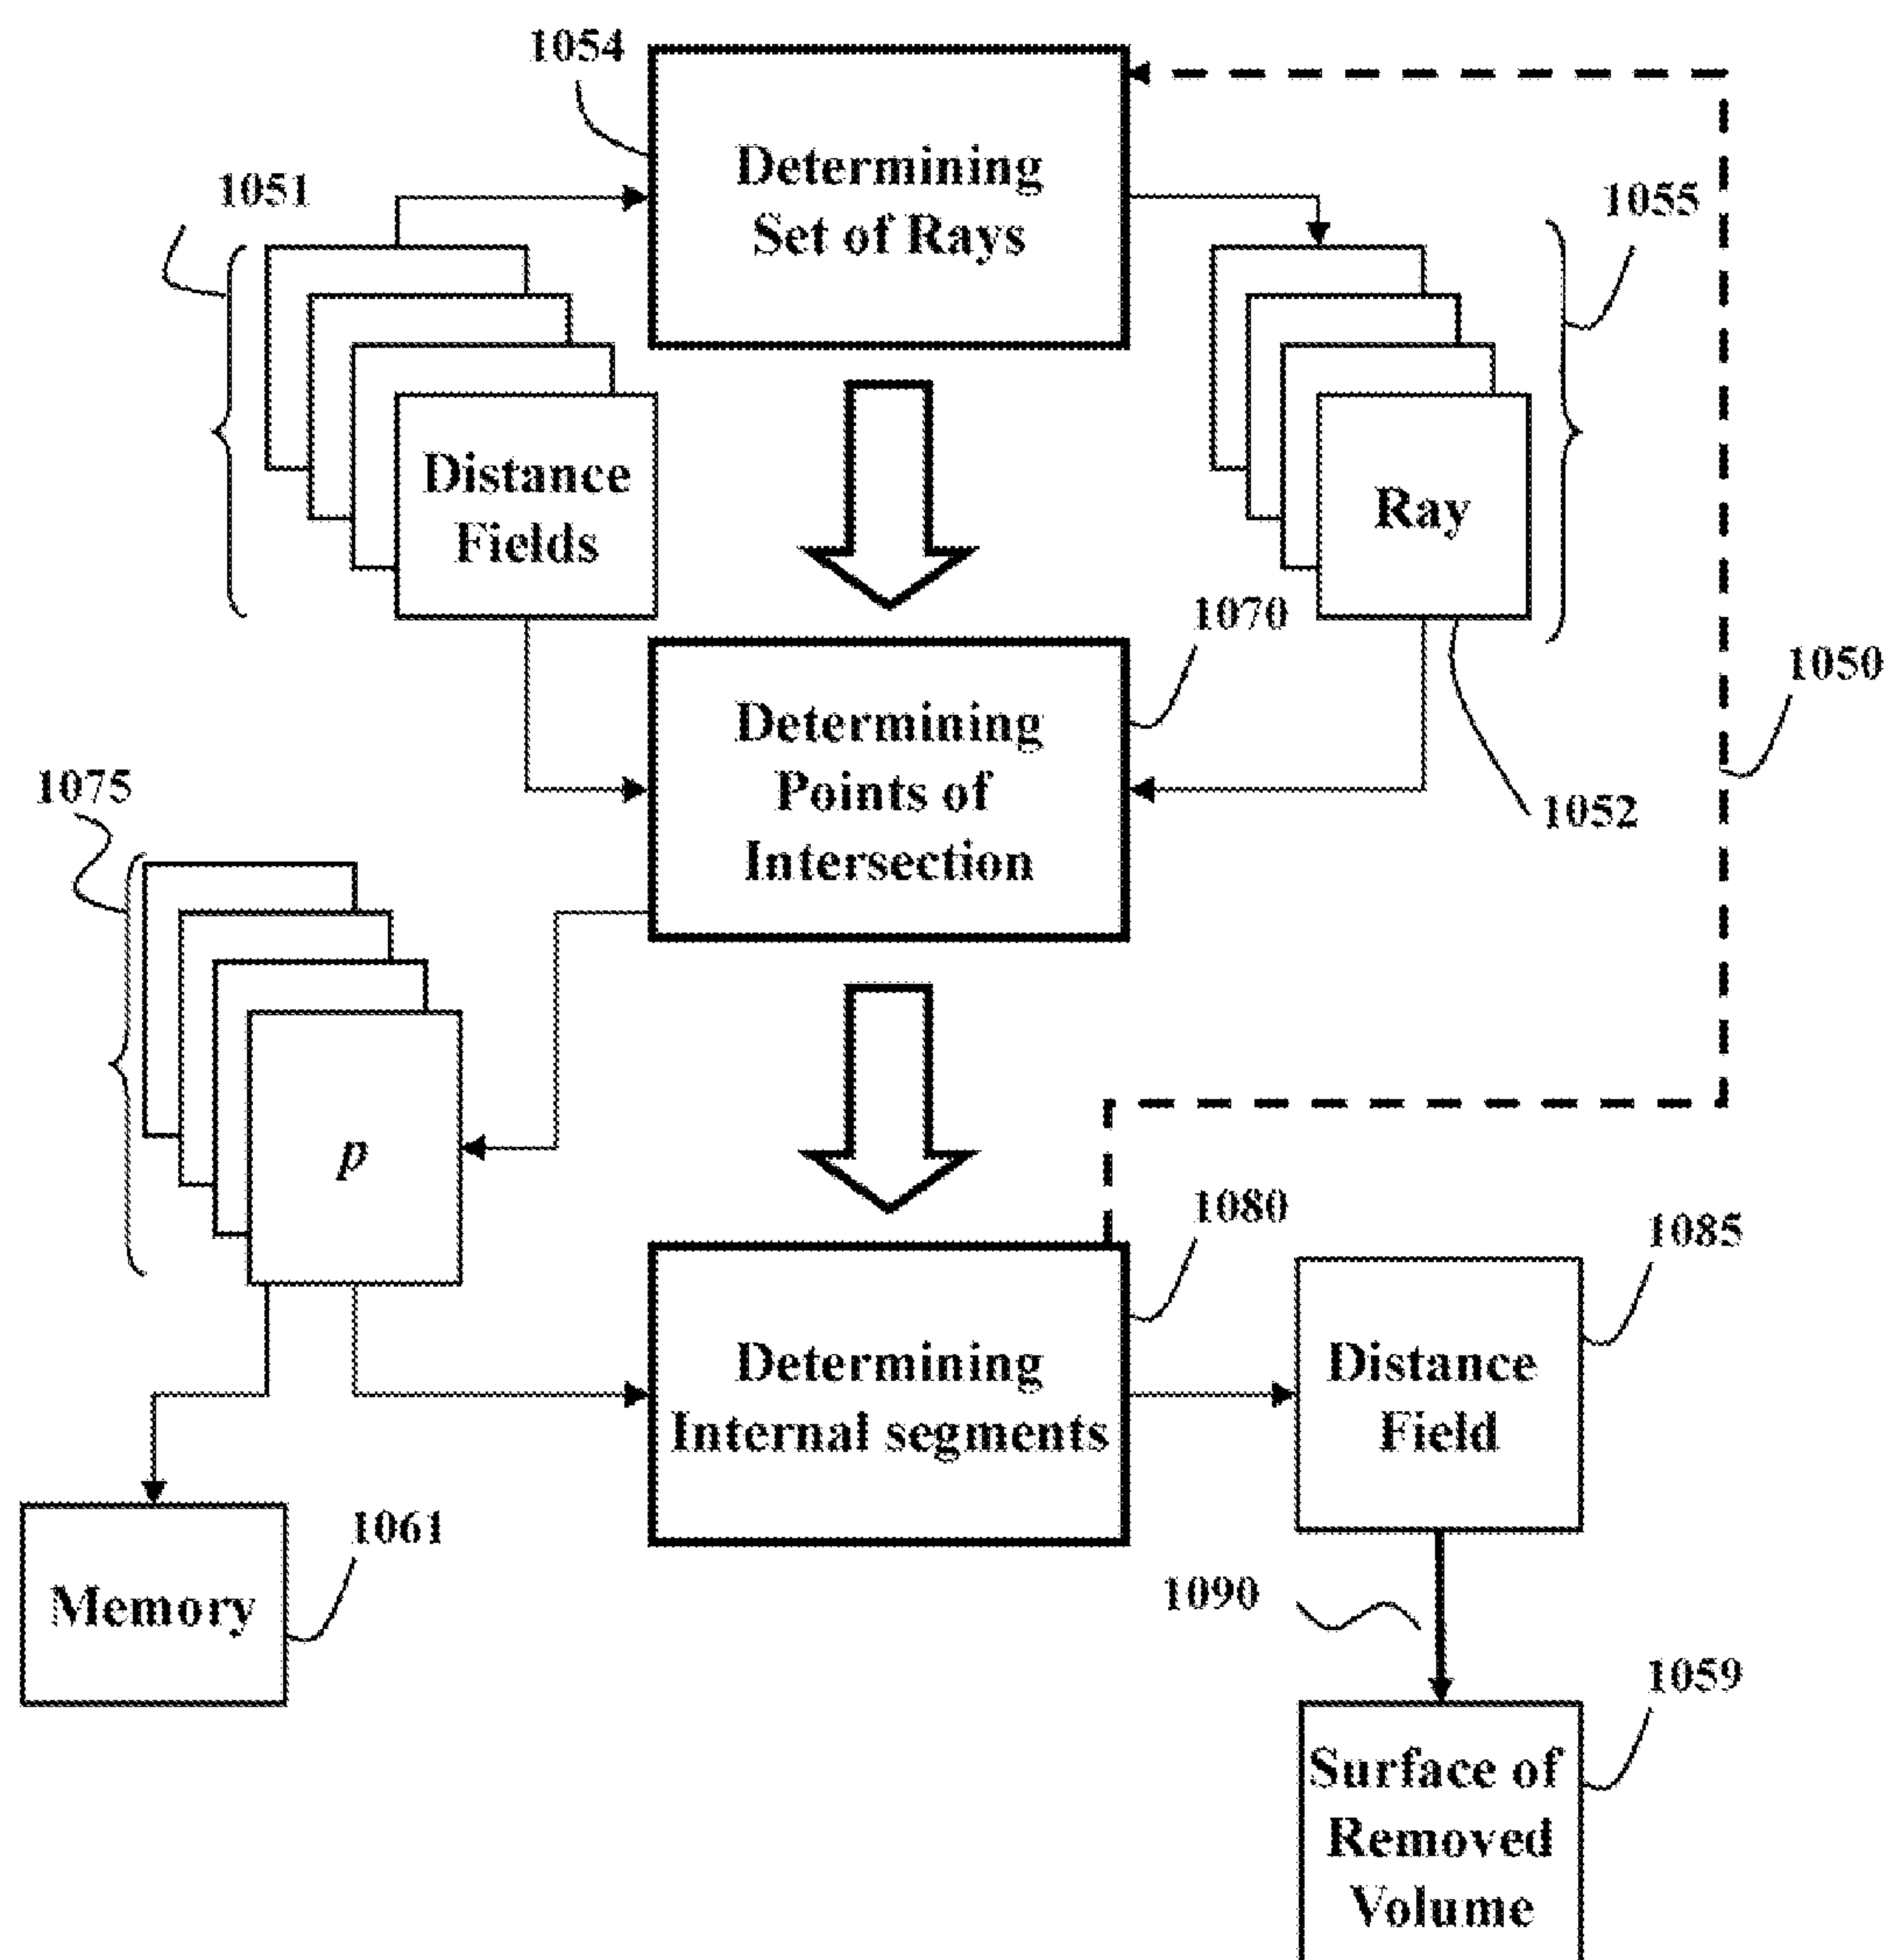 1054
Determining
Set of Rays
1051
1055
Distance
Fields
Ray
1070
1050
Determining
Points of
Intersection
1052
1075
p
1080
1085
Determining
Internal segments
Distance
Field
1061
Memory
1090
1059
Surface of
Removed
Volume